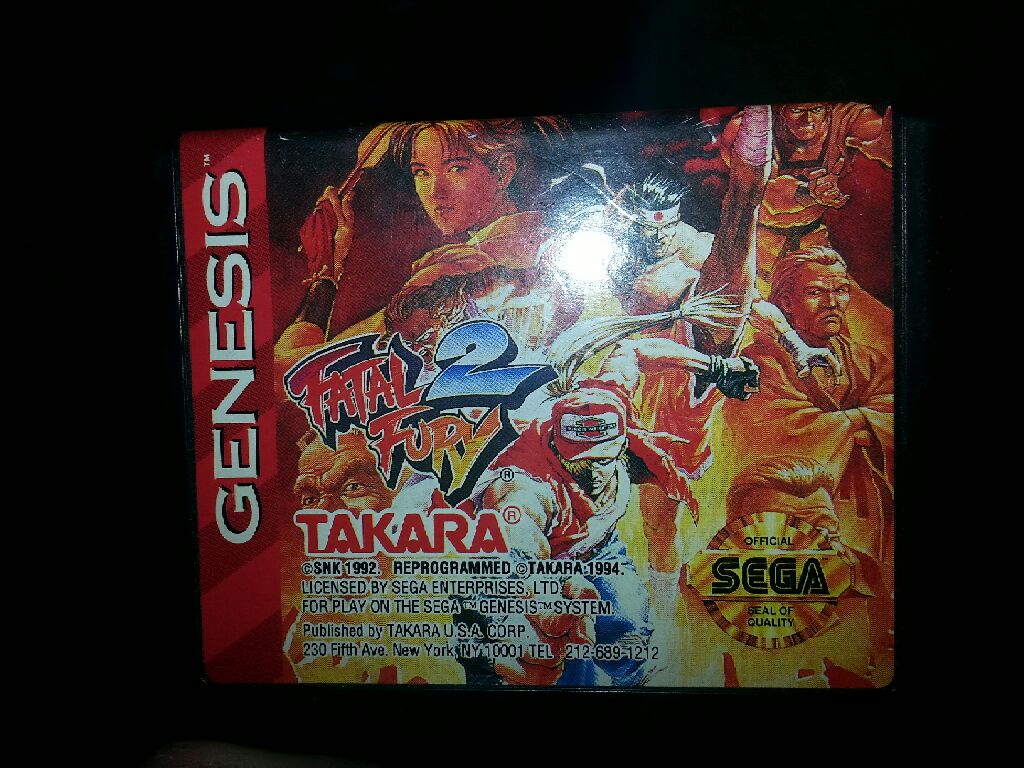 GENESIS™
FATAL
FURY 2®
TAKARA®
©SNK 1992. REPROGRAMMED ©TAKARA 1994.
LICENSED BY SEGA ENTERPRISES, LTD.
FOR PLAY ON THE SEGA™ GENESIS™ SYSTEM.
Published by TAKARA U.S.A. CORP.
230 Fifth Ave. New York, NY 10001 TEL: 212-689-1212
OFFICIAL
SEGA
SEAL OF
QUALITY